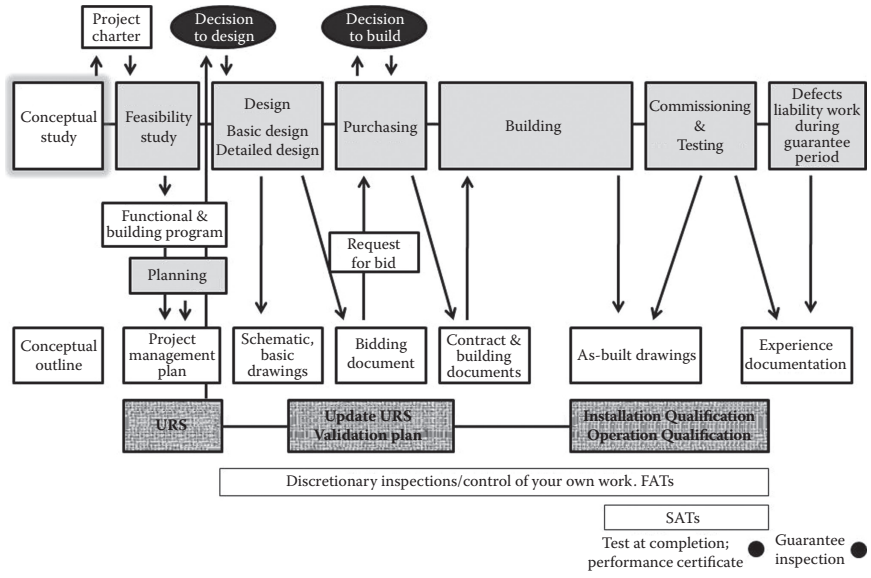 Project
charter
Decision
to design
Decision
to build
Conceptual
study
Feasibility
study
Design
Basic design
Detailed design
Purchasing
Building
Commissioning
&
Testing
Defects
liability work
during
guarantee
period
Functional &
building program
Request
for bid
Planning
Conceptual
outline
Project
management
plan
Schematic,
basic
drawings
Bidding
document
Contract &
building
documents
As-built drawings
Experience
documentation
URS
Update URS
Validation plan
Installation Qualification
Operation Qualification
Discretionary inspections/control of your own work. FATs
SATs
Test at completion;
performance certificate
Guarantee
inspection